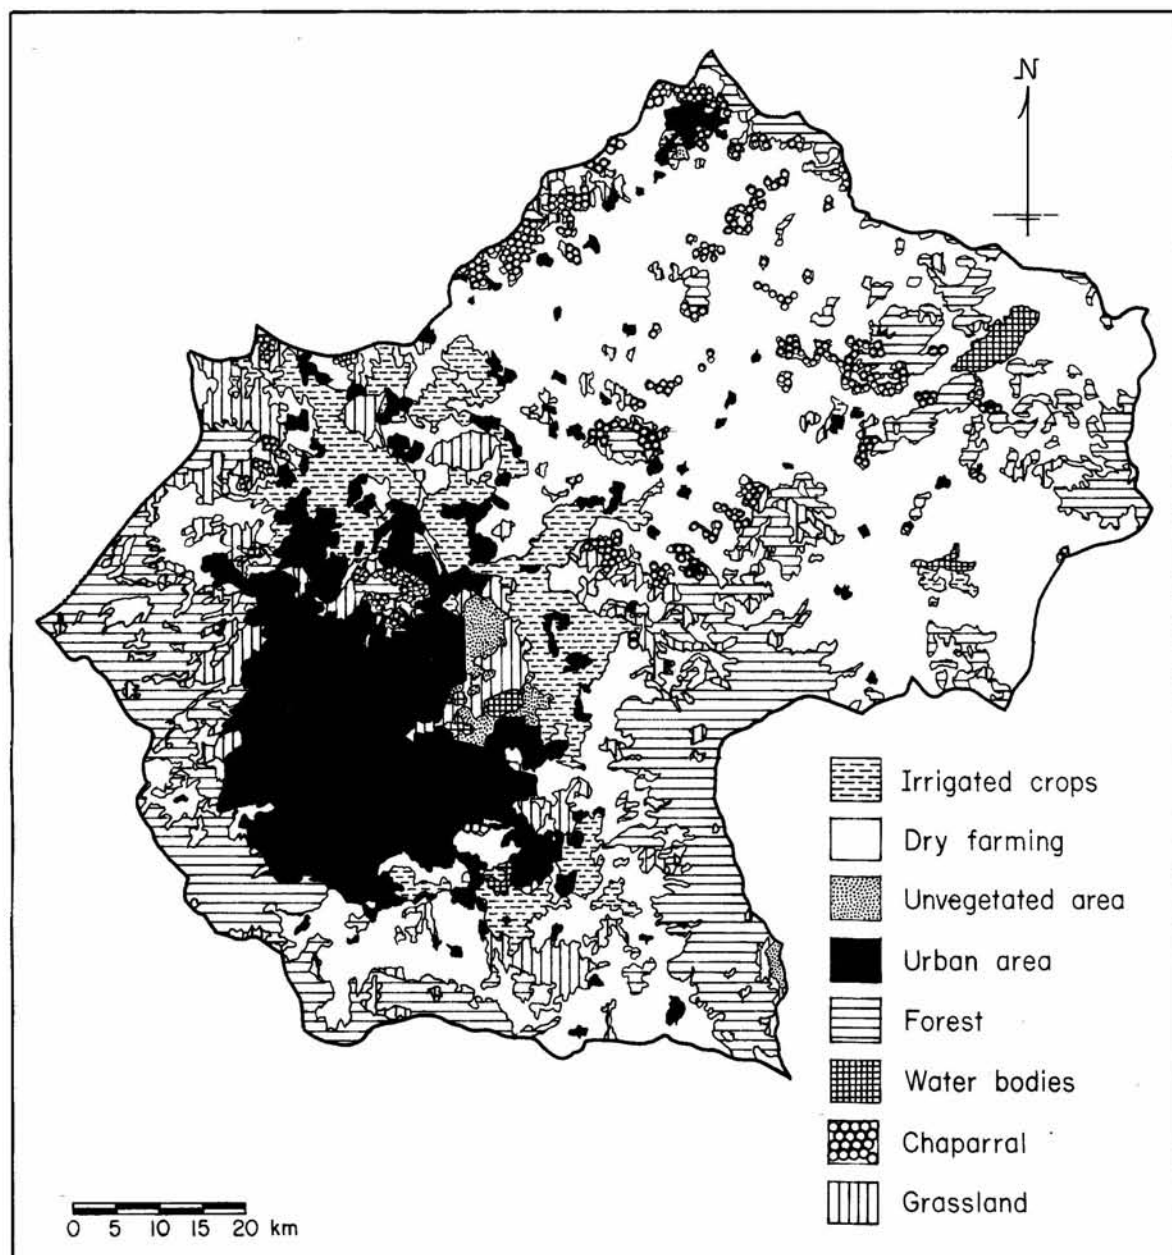 N
Irrigated crops
Dry farming
Unvegetated area
Urban area
Forest
Water bodies
Chaparral
Grassland
0 5 10 15 20 km